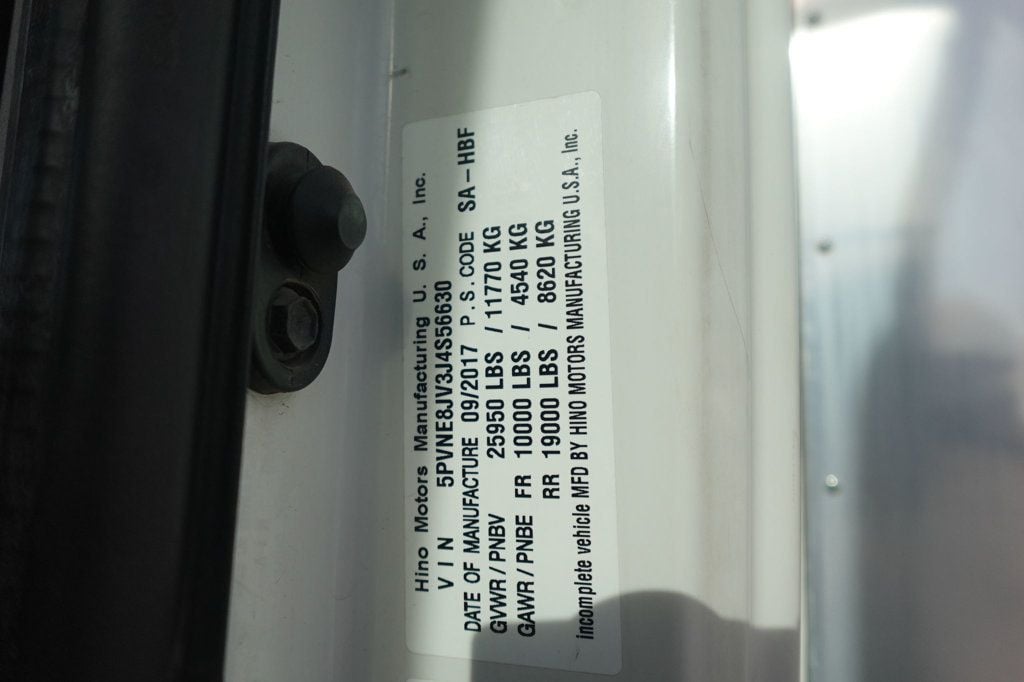 Hino Motors Manufacturing U. S. A., Inc.
VIN 5PVNE8JV3J4S56630
DATE OF MANUFACTURE 09/2017 P.S.CODE SA-HBF
GVWR/PNBV 25950 LBS / 11770 KG
GAWR/PNBE FR 10000 LBS / 4540 KG
RR 19000 LBS / 8620 KG
incomplete vehicle MFD BY HINO MOTORS MANUFACTURING U.S.A., Inc.